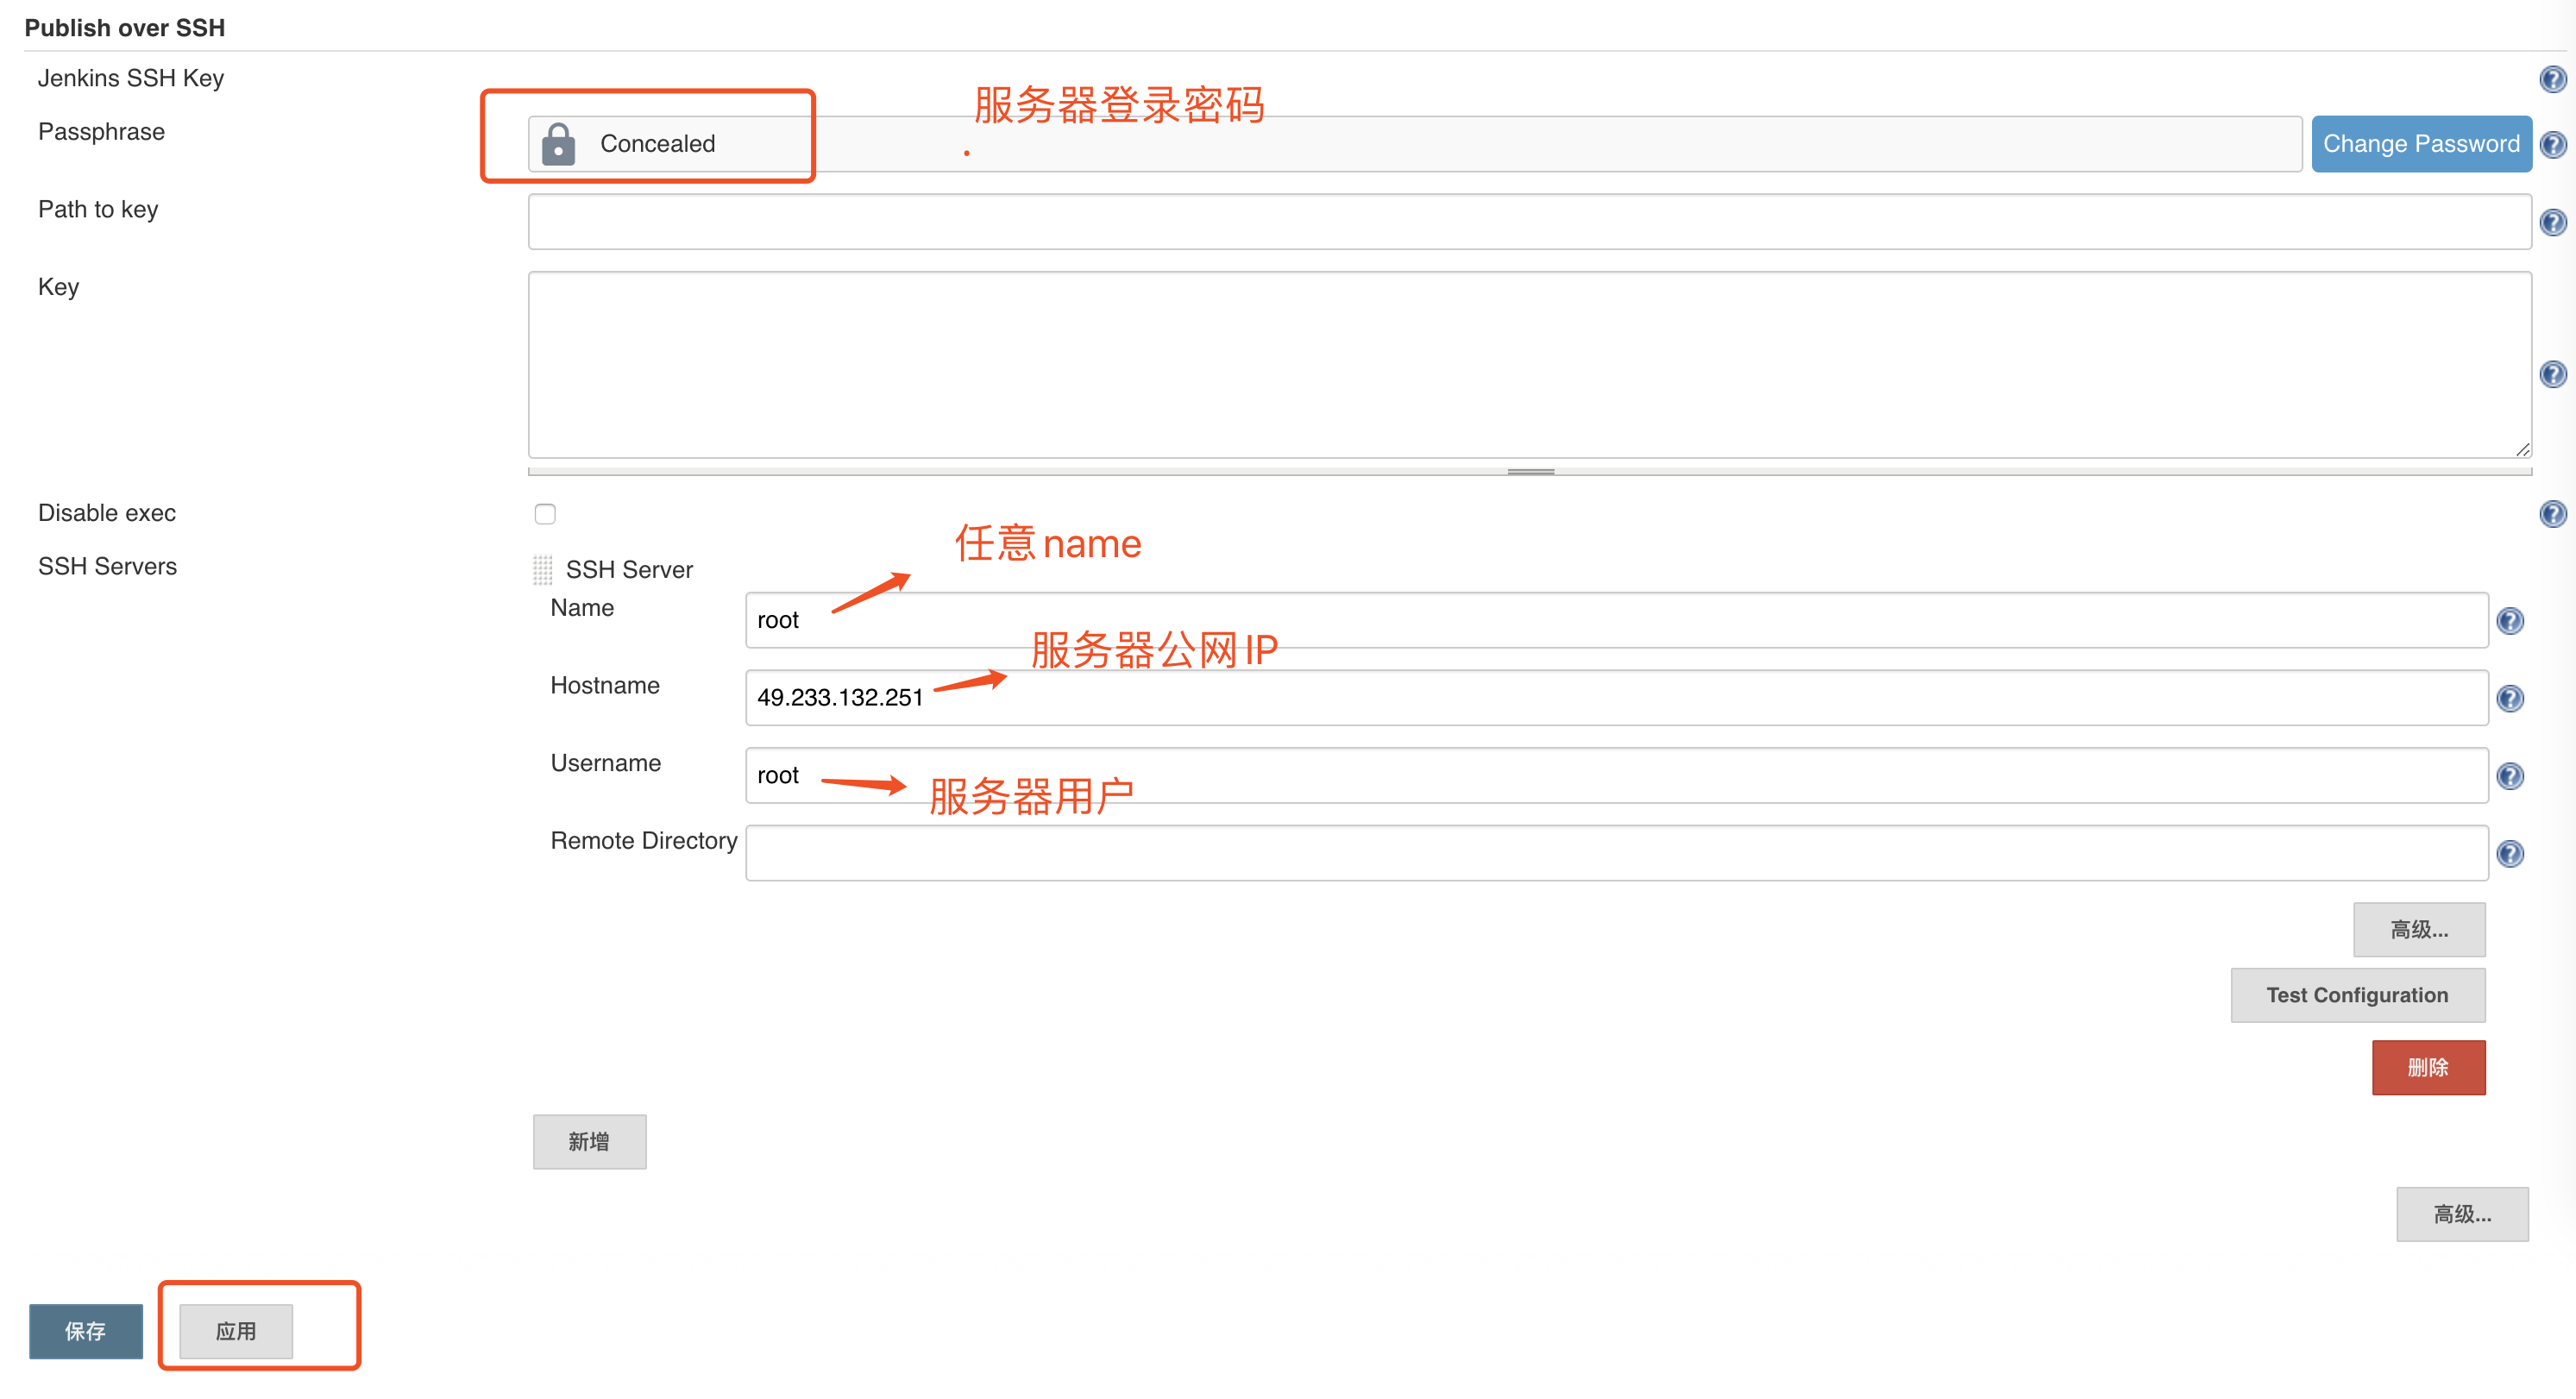 Publish over SSH
Jenkins SSH Key
服务器登录密码
Passphrase
Concealed
Change Password
Path to key
Key
Disable exec
任意name
SSH Servers
SSH Server
Name
root
服务器公网IP
Hostname
49.233.132.251
Username
root
服务器用户
Remote Directory
高级...
Test Configuration
删除
新增
高级...
保存
应用